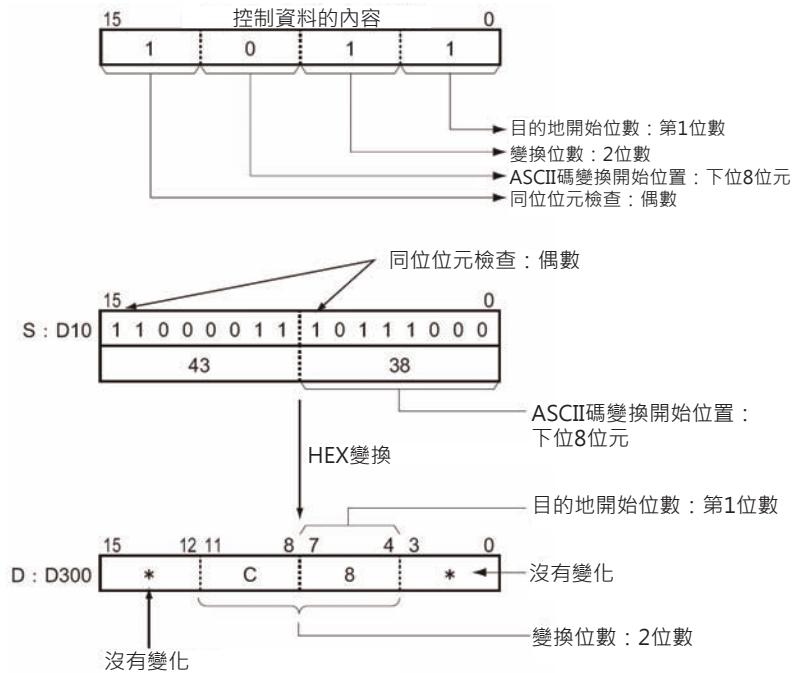 控制資料的內容
15 0
1 0 1 1
目的地開始位數：第1位數
變換位數：2位數
ASCII碼變換開始位置：下位8位元
同位位元檢查：偶數
同位位元檢查：偶數
15 0
S：D10 1 1 0 0 0 0 1 1 1 0 1 1 1 0 0 0
43 38
ASCII碼變換開始位置：
下位8位元
HEX變換
目的地開始位數：第1位數
15 12 11 8 7 4 3 0
D：D300 * C 8 *
沒有變化
變換位數：2位數
沒有變化